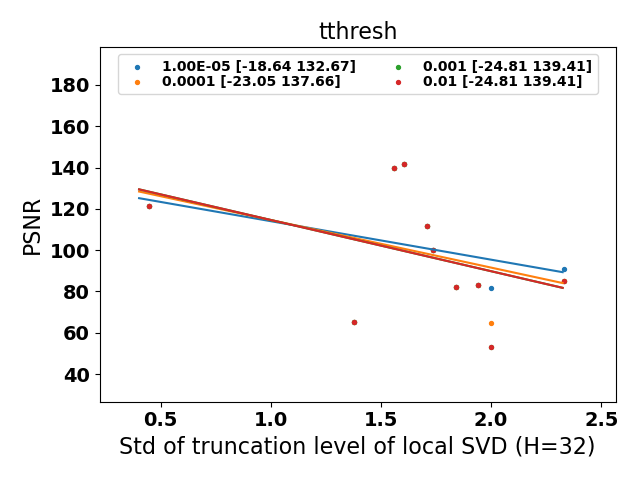 tthresh
1.00E-05 [-18.64 132.67]
0.0001 [-23.05 137.66]
0.001 [-24.81 139.41]
0.01 [-24.81 139.41]
PSNR
180
160
140
120
100
80
60
40
0.5 1.0 1.5 2.0 2.5
Std of truncation level of local SVD (H=32)